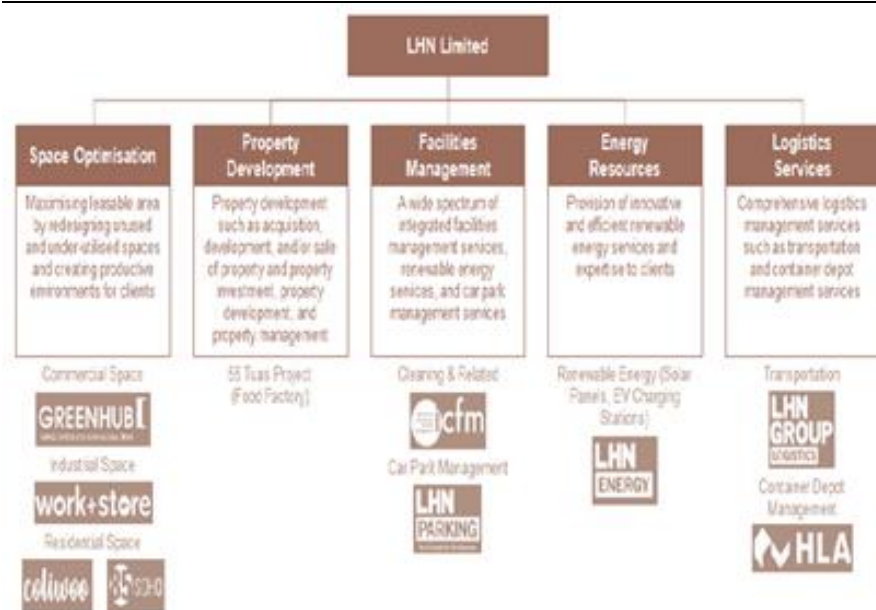 LHN Limited
Space Optimisation
Maximising leasable area
by redesigning unused
and under-utilised spaces
and creating productive
environments for clients
Commercial Space
GREENHUB
Industrial Space
work+store
Residential Space
coliwoo
SOHO
Property
Development
Property development
such as acquisition,
development, and/or sale
of property and property
investment, property
development, and
property management
55 Tuas Project
(Food Factory)
Facilities
Management
A wide spectrum of
integrated facilities
management services,
renewable energy
services, and car park
management services
Cleaning & Related
cfm
Car Park Management
LHN
PARKING
Energy
Resources
Provision of innovative
and efficient renewable
energy services and
expertise to clients
Renewable Energy (Solar
Panels, EV Charging
Stations)
LHN
ENERGY
Logistics
Services
Comprehensive logistics
management services
such as transportation
and container depot
management services
Transportation
LHN
GROUP
LOGISTICS
Container Depot
Management
HLA